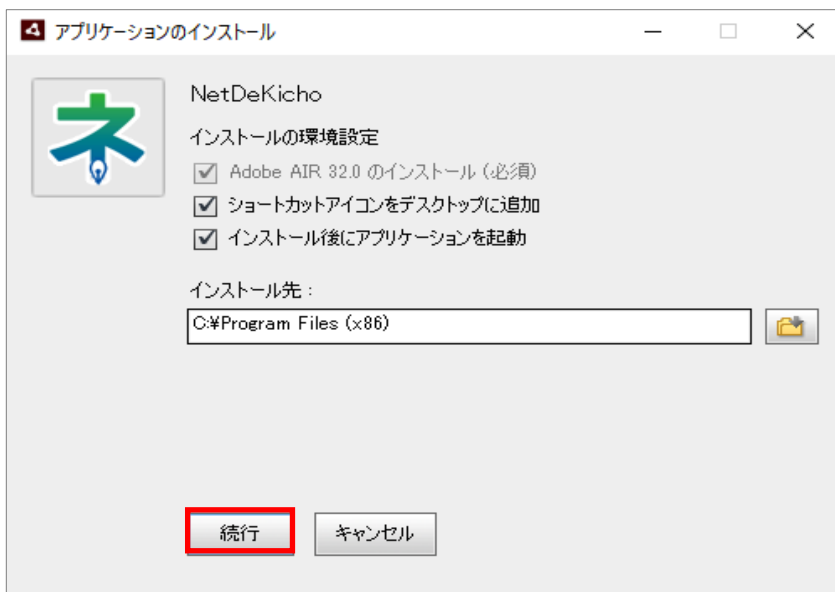 アプリケーションのインストール
ネ
NetDeKicho
インストールの環境設定
Adobe AIR 32.0 のインストール (必須)
ショートカットアイコンをデスクトップに追加
インストール後にアプリケーションを起動
インストール先 :
C:¥Program Files (x86)
続行
キャンセル